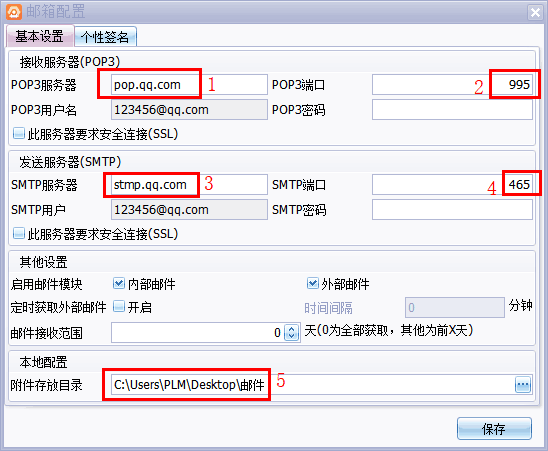 邮箱配置
基本设置 个性签名
接收服务器(POP3)
POP3服务器 pop.qq.com 1 POP3端口 2 995
POP3用户名 123456@qq.com POP3密码
此服务器要求安全连接(SSL)
发送服务器(SMTP)
SMTP服务器 stmp.qq.com 3 SMTP端口 4 465
SMTP用户 123456@qq.com SMTP密码
此服务器要求安全连接(SSL)
其他设置
启用邮件模块 内部邮件 外部邮件
定时获取外部邮件 开启 时间间隔 0 分钟
邮件接收范围 0 天(0为全部获取，其他为前X天)
本地配置
附件存放目录 C:\Users\PLM\Desktop\邮件 5 ...
保存